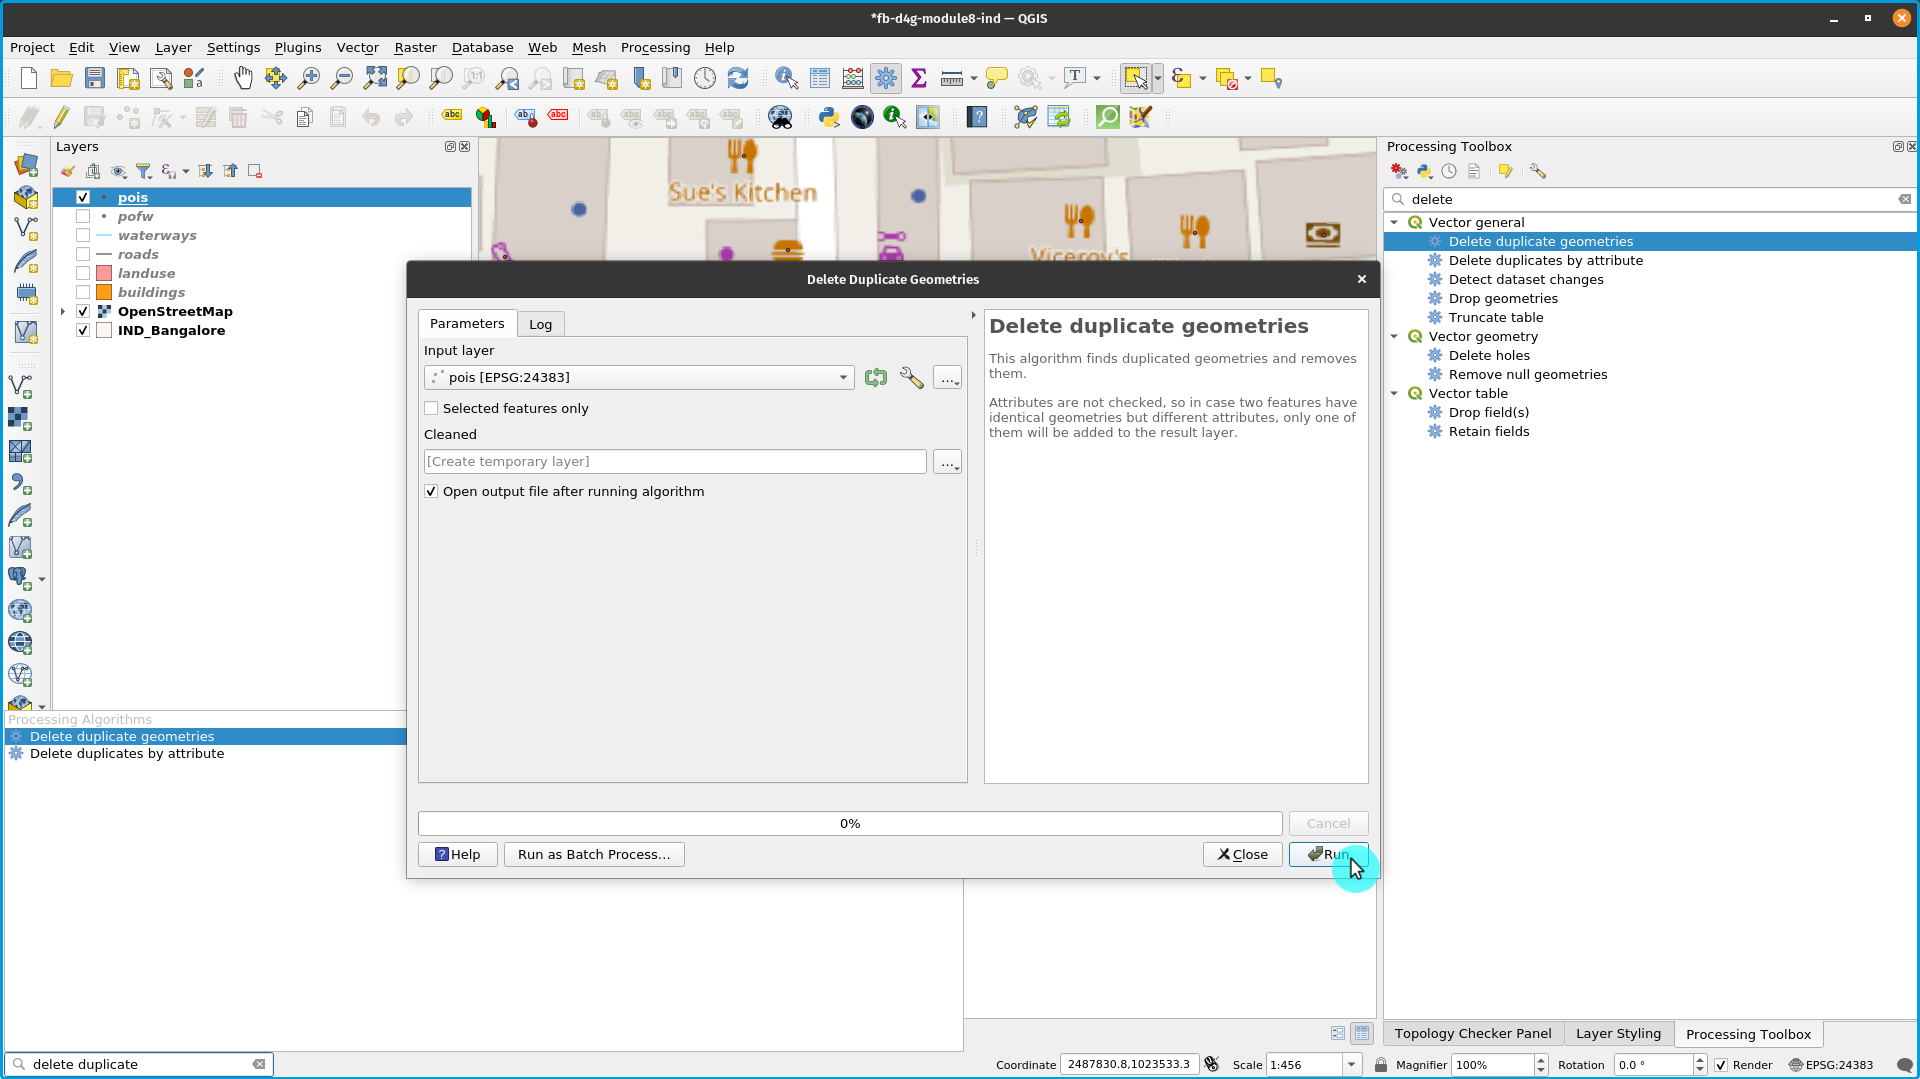 *fb-d4g-module8-ind — QGIS
Project Edit View Layer Settings Plugins Vector Raster Database Web Mesh Processing Help
Layers
pois
pofw
waterways
roads
landuse
buildings
OpenStreetMap
IND_Bangalore
Sue's Kitchen
Viceroy's
Processing Toolbox
delete
Vector general
Delete duplicate geometries
Delete duplicates by attribute
Detect dataset changes
Drop geometries
Truncate table
Vector geometry
Delete holes
Remove null geometries
Vector table
Drop field(s)
Retain fields
Delete Duplicate Geometries
Parameters Log
Input layer
pois [EPSG:24383]
Selected features only
Cleaned
[Create temporary layer]
Open output file after running algorithm
Delete duplicate geometries
This algorithm finds duplicated geometries and removes
them.
Attributes are not checked, so in case two features have
identical geometries but different attributes, only one of
them will be added to the result layer.
0%
Cancel
Help Run as Batch Process... Close Run
Processing Algorithms
Delete duplicate geometries
Delete duplicates by attribute
Topology Checker Panel Layer Styling Processing Toolbox
delete duplicate
Coordinate 2487830.8,1023533.3 Scale 1:456 Magnifier 100% Rotation 0.0 ° Render EPSG:24383